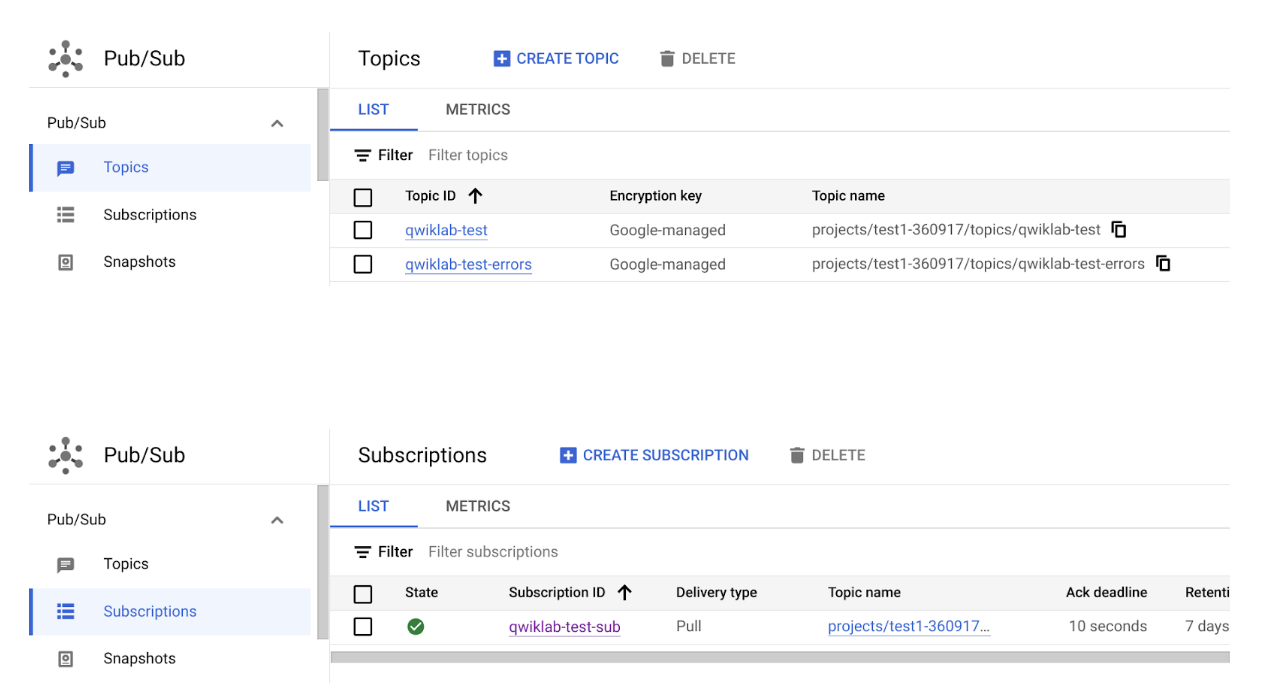 Pub/Sub
Topics CREATE TOPIC DELETE
Pub/Sub
LIST METRICS
Topics
Filter Filter topics
Topic ID Encryption key Topic name
Subscriptions
qwiklab-test Google-managed projects/test1-360917/topics/qwiklab-test
Snapshots
qwiklab-test-errors Google-managed projects/test1-360917/topics/qwiklab-test-errors
Pub/Sub
Subscriptions CREATE SUBSCRIPTION DELETE
Pub/Sub
LIST METRICS
Topics
Filter Filter subscriptions
Subscriptions
State Subscription ID Delivery type Topic name Ack deadline Retenti
qwiklab-test-sub Pull projects/test1-360917... 10 seconds 7 days
Snapshots